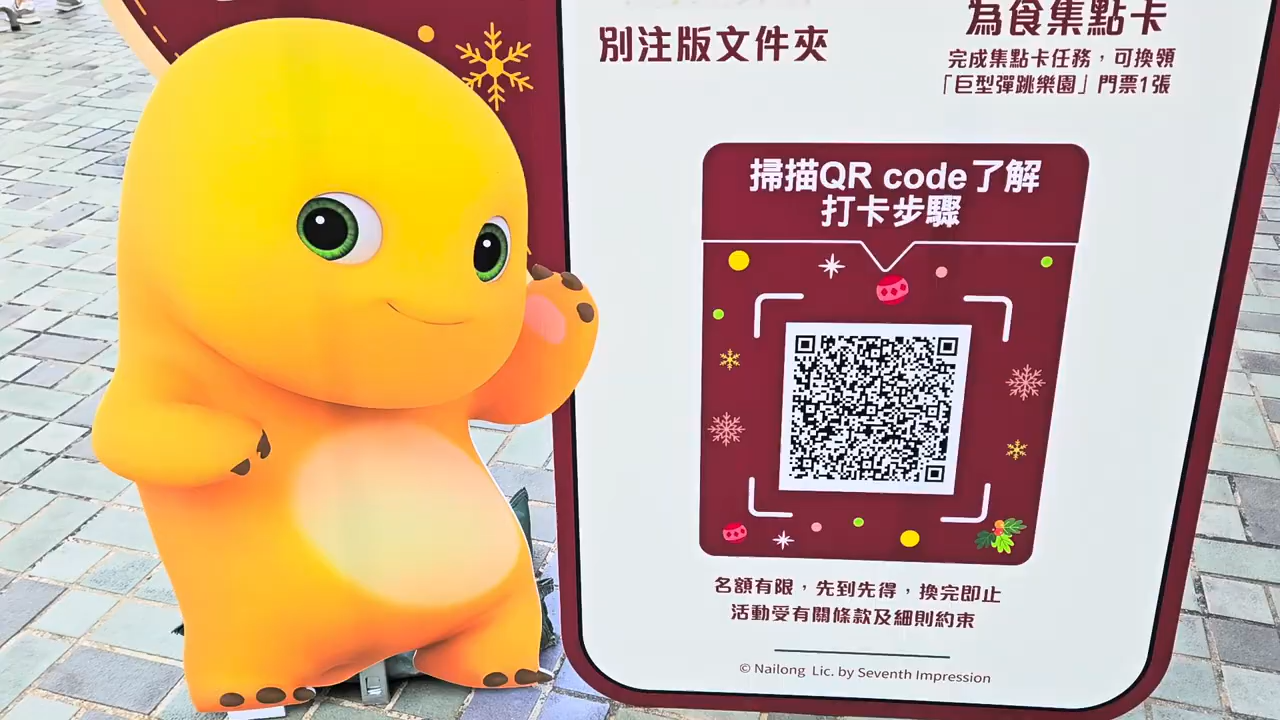 別注版文件夾
為食集點卡
完成集點卡任務，可換領
「巨型彈跳樂園」門票1張
掃描QR code了解
打卡步驟
名額有限，先到先得，換完即止
活動受有關條款及細則約束
© Nailong Lic. by Seventh Impression